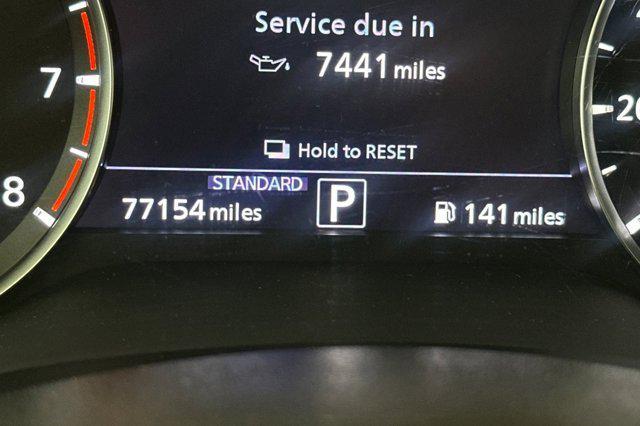 Service due in
7441 miles
7
Hold to RESET
STANDARD
8
77154 miles
P
141 miles